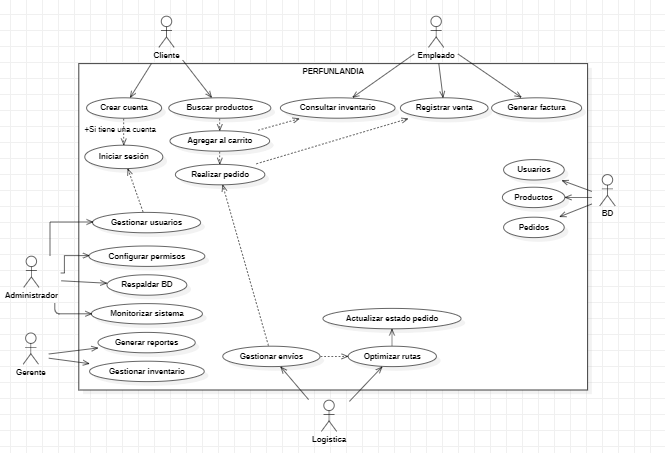 Cliente
Empleado
PERFUNLANDIA
Crear cuenta
Buscar productos
Consultar inventario
Registrar venta
Generar factura
+Si tiene una cuenta
Agregar al carrito
Iniciar sesión
Realizar pedido
Usuarios
Productos
BD
Pedidos
Gestionar usuarios
Configurar permisos
Respaldar BD
Administrador
Monitorizar sistema
Actualizar estado pedido
Generar reportes
Gestionar envíos
Optimizar rutas
Gerente
Gestionar inventario
Logistica